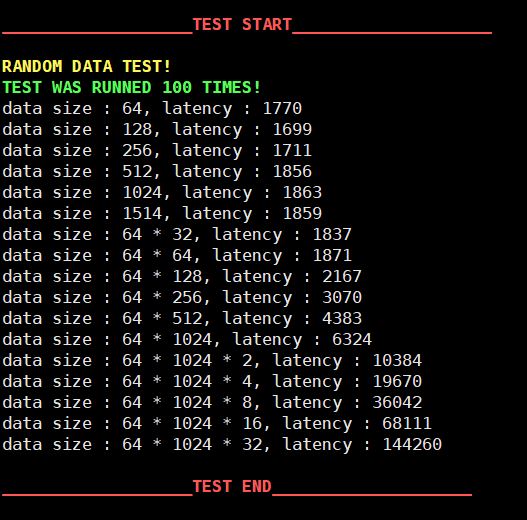 ___________________TEST START____________________
RANDOM DATA TEST!
TEST WAS RUNNED 100 TIMES!
data size : 64, latency : 1770
data size : 128, latency : 1699
data size : 256, latency : 1711
data size : 512, latency : 1856
data size : 1024, latency : 1863
data size : 1514, latency : 1859
data size : 64 * 32, latency : 1837
data size : 64 * 64, latency : 1871
data size : 64 * 128, latency : 2167
data size : 64 * 256, latency : 3070
data size : 64 * 512, latency : 4383
data size : 64 * 1024, latency : 6324
data size : 64 * 1024 * 2, latency : 10384
data size : 64 * 1024 * 4, latency : 19670
data size : 64 * 1024 * 8, latency : 36042
data size : 64 * 1024 * 16, latency : 68111
data size : 64 * 1024 * 32, latency : 144260
___________________TEST END____________________